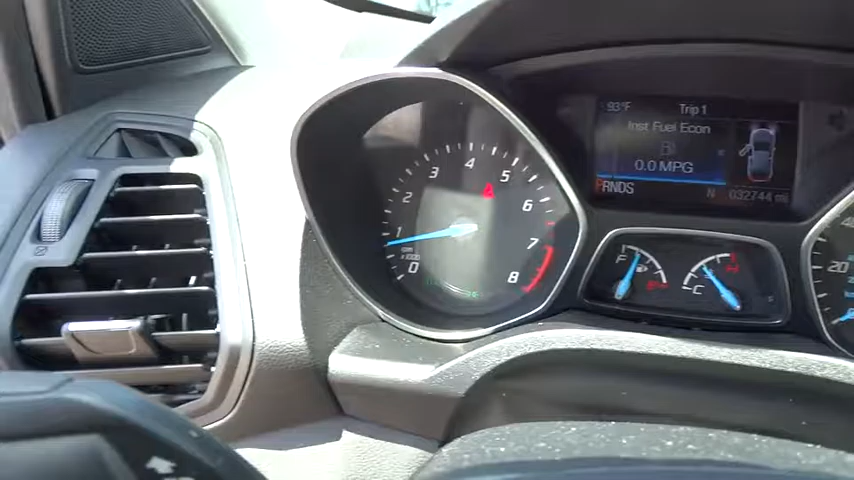 93°F Trip 1
Inst Fuel Econ
0.0 MPG
PRNDS
032744 mi
0 1 2 3 4 5 6 7 8
x1000
F E
C H